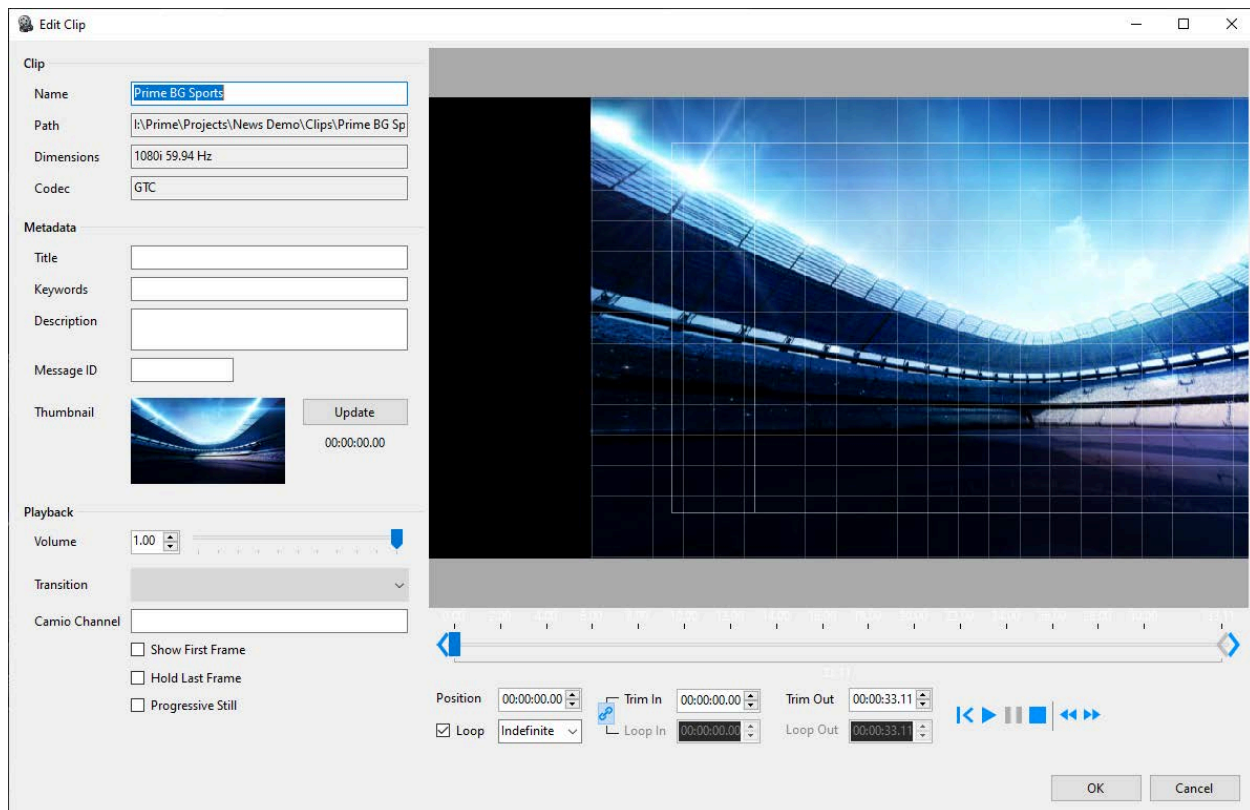 Edit Clip
Clip
Name
Prime BG Sports
Path
I:\Prime\Projects\News Demo\Clips\Prime BG Sp
Dimensions
1080i 59.94 Hz
Codec
GTC
Metadata
Title
Keywords
Description
Message ID
Thumbnail
Update
00:00:00.00
Playback
Volume
1.00
Transition
Camio Channel
Show First Frame
Hold Last Frame
Progressive Still
33.11
Position
00:00:00.00
Trim In
00:00:00.00
Trim Out
00:00:33.11
Loop
Indefinite
Loop In
00:00:00.00
Loop Out
00:00:33.11
OK
Cancel